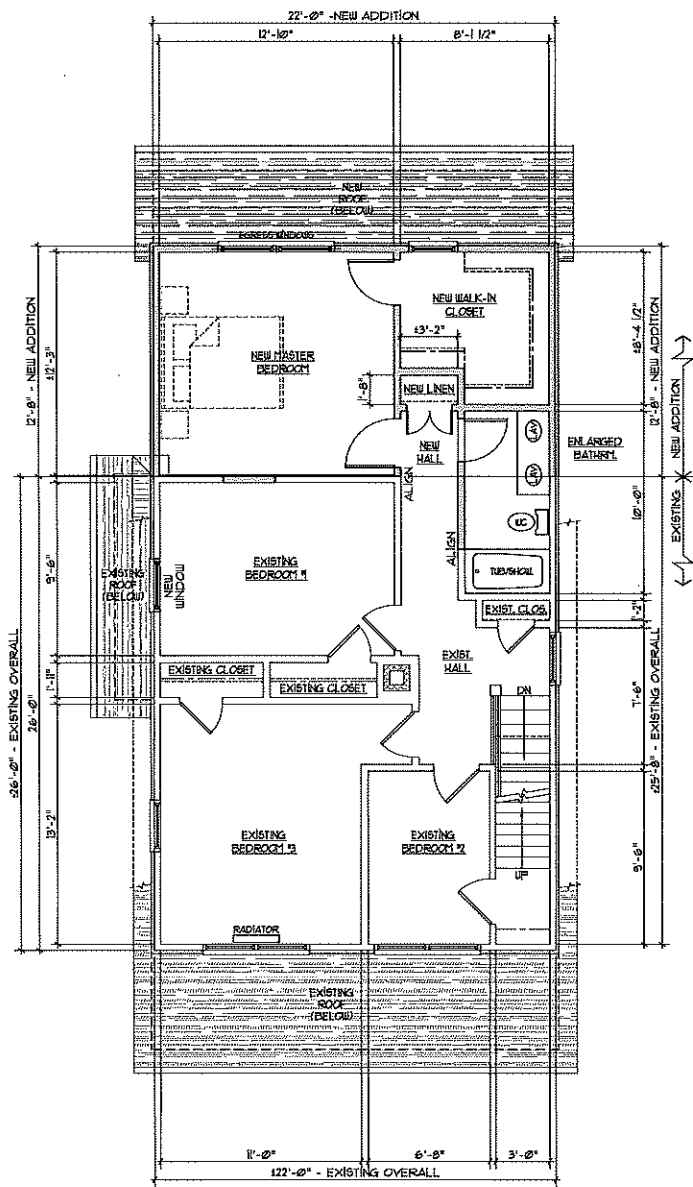 22'-0" -NEW ADDITION
12'-10"
8'-1 1/2"
NEW
ROOF
(BELOW)
EGRESS WINDOWS
12'-8" - NEW ADDITION
±12'-3"
NEW WALK-IN
CLOSET
±3'-2"
±8'-4 1/2"
12'-8" - NEW ADDITION
NEW MASTER
BEDROOM
1'-8"
NEW LINEN
NEW
HALL
ALIGN
LAV
LAV
ENLARGED
BATHRM.
EXISTING
NEW ADDITION
ALIGN
WC
10'-0"
TUB/SHOW.
9'-6"
EXISTING
ROOF
(BELOW)
NEW
WINDOW
EXISTING
BEDROOM #1
EXIST. CLOS.
1'-2"
EXIST.
HALL
EXISTING CLOSET
EXISTING CLOSET
1'-11"
DN
7'-6"
±26'-0" - EXISTING OVERALL
26'-0"
±25'-0" - EXISTING OVERALL
13'-2"
EXISTING
BEDROOM #3
EXISTING
BEDROOM #2
UP
9'-6"
RADIATOR
EXISTING
ROOF
(BELOW)
11'-0"
6'-8"
3'-0"
±22'-0" - EXISTING OVERALL